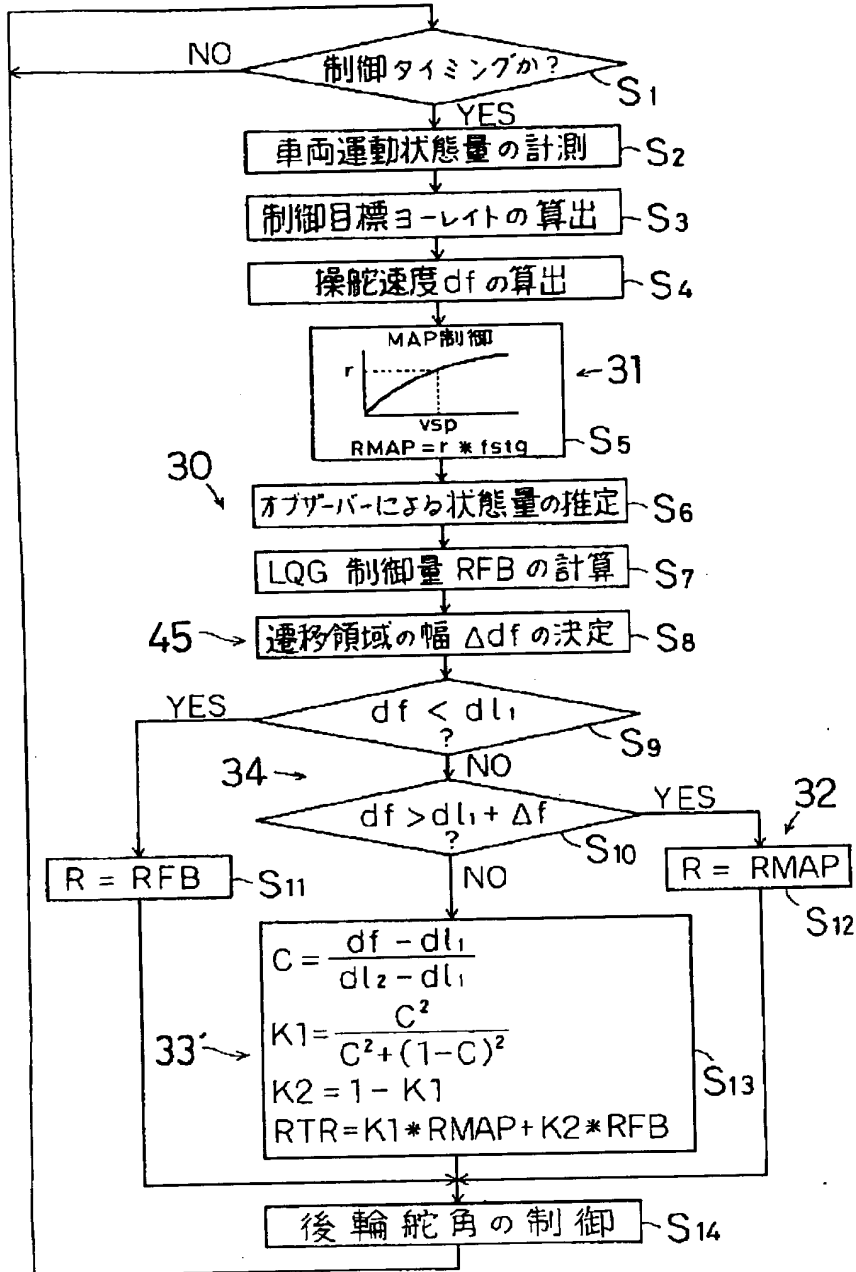 制御タイミングか?
NO
S1
YES
車両運動状態量の計測
S2
制御目標ヨーレイトの算出
S3
操舵速度dfの算出
S4
MAP制御
r
vsp
RMAP=r*fstg
31
S5
30
オブザーバーによる状態量の推定
S6
LQG 制御量 RFB の計算
S7
45
遷移領域の幅 Δdfの決定
S8
YES
df < dl1
?
S9
34
NO
df > dl1 + Δf
?
YES
S10
32
R = RFB
S11
NO
R = RMAP
S12
C = (df - dl1) / (dl2 - dl1)
K1 = C² / (C²+(1-C)²)
33'
K2 = 1 - K1
S13
RTR=K1*RMAP+K2*RFB
後輪舵角の制御
S14